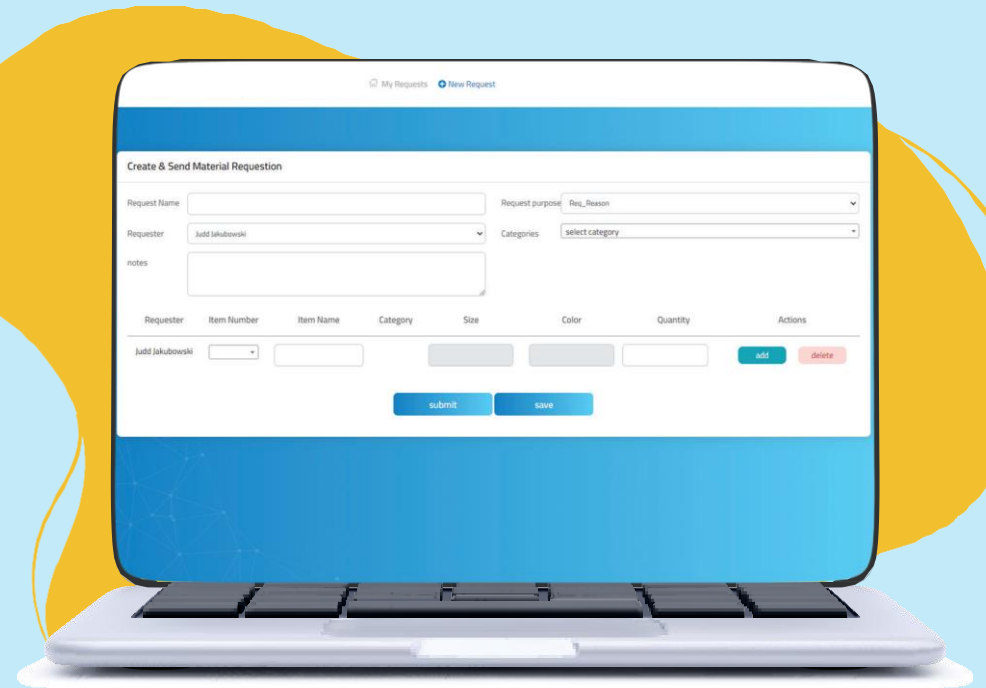 My Requests New Request
Create & Send Material Requestion
Request Name
Request purpose Req_Reason
Requester Judd Jakubowski
Categories select category
notes
Requester Item Number Item Name Category Size Color Quantity Actions
Judd Jakubowski add delete
submit save